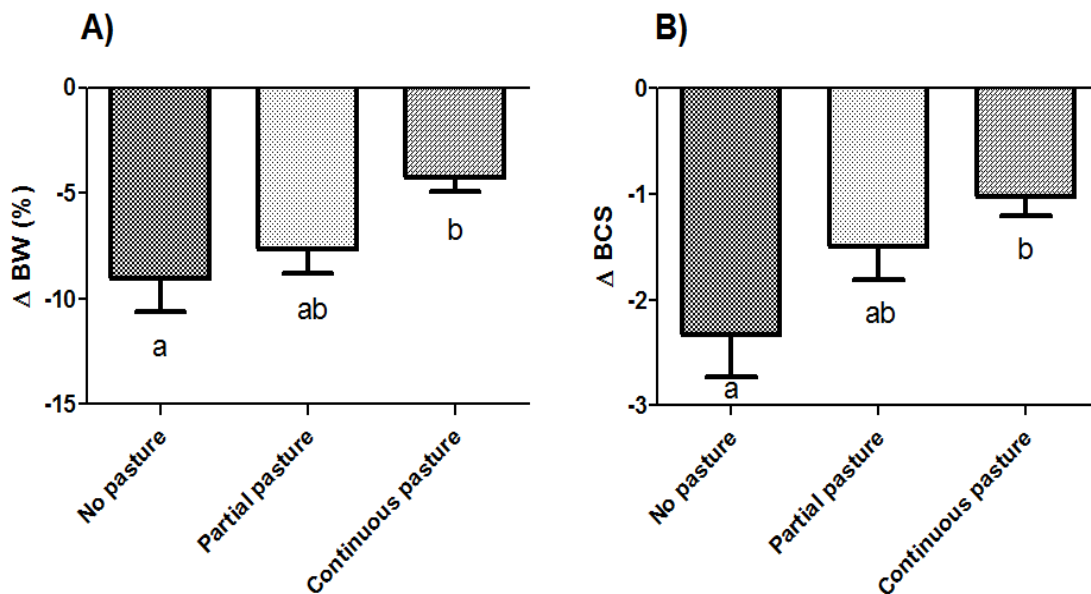 A)
0
-5
-10
-15
Δ BW (%)
a
ab
b
No pasture
Partial pasture
Continuous pasture
B)
0
-1
-2
-3
Δ BCS
a
ab
b
No pasture
Partial pasture
Continuous pasture